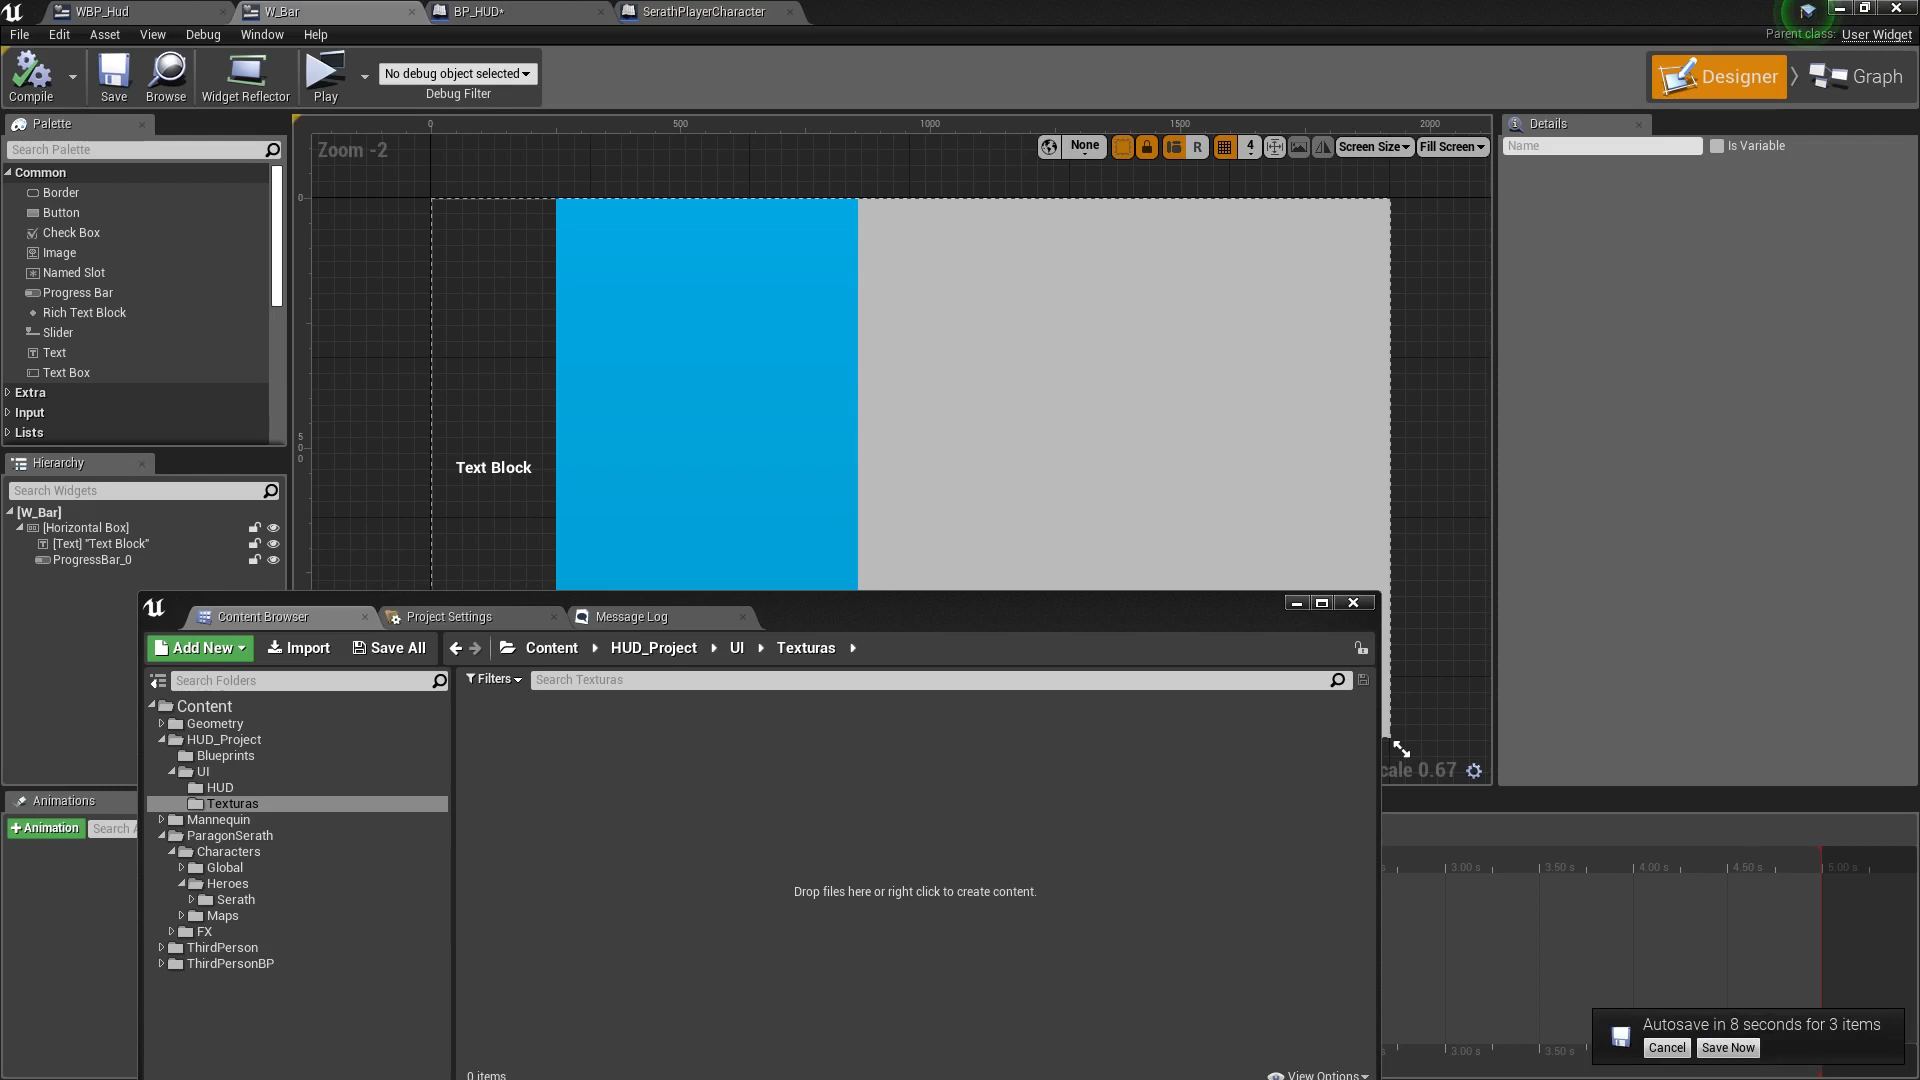 WBP_Hud
W_Bar
BP_HUD*
SerathPlayerCharacter
File Edit Asset View Debug Window Help
Parent class: User Widget
Compile
Save
Browse
Widget Reflector
Play
No debug object selected
Debug Filter
Designer
Graph
Palette
Search Palette
Common
Border
Button
Check Box
Image
Named Slot
Progress Bar
Rich Text Block
Slider
Text
Text Box
Extra
Input
Lists
Hierarchy
Search Widgets
[W_Bar]
[Horizontal Box]
[Text] "Text Block"
ProgressBar_0
Animations
Animation
Search A
0 500 1000 1500 2000
Zoom -2
None
R
4
Screen Size
Fill Screen
0
5
0
0
Text Block
cale 0.67
Details
Name
Is Variable
Content Browser
Project Settings
Message Log
Add New
Import
Save All
Content
HUD_Project
UI
Texturas
Search Folders
Filters
Search Texturas
Content
Geometry
HUD_Project
Blueprints
UI
HUD
Texturas
Mannequin
ParagonSerath
Characters
Global
Heroes
Serath
Maps
FX
ThirdPerson
ThirdPersonBP
Drop files here or right click to create content.
0 items
View Options
s 3.00 s 3.50 s 4.00 s 4.50 s 5.00 s
s 3.00 s 3.50 s
Autosave in 8 seconds for 3 items
Cancel
Save Now